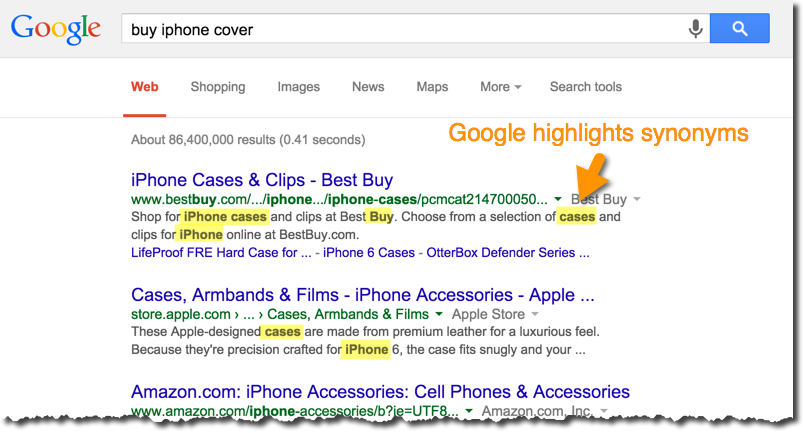 Google buy iphone cover
Web Shopping Images News Maps More Search tools
About 86,400,000 results (0.41 seconds)
Google highlights synonyms
iPhone Cases & Clips - Best Buy
www.bestbuy.com/.../iphone.../iphone-cases/pcmcat214700050... Best Buy
Shop for iPhone cases and clips at Best Buy. Choose from a selection of cases and
clips for iPhone online at BestBuy.com.
LifeProof FRE Hard Case for ... - iPhone 6 Cases - OtterBox Defender Series ...
Cases, Armbands & Films - iPhone Accessories - Apple ...
store.apple.com › ... › Cases, Armbands & Films Apple Store
These Apple-designed cases are made from premium leather for a luxurious feel.
Because they're precision crafted for iPhone 6, the case fits snugly and your ...
Amazon.com: iPhone Accessories: Cell Phones & Accessories
www.amazon.com/iphone-accessories/b?ie=UTF8... Amazon.com, Inc.